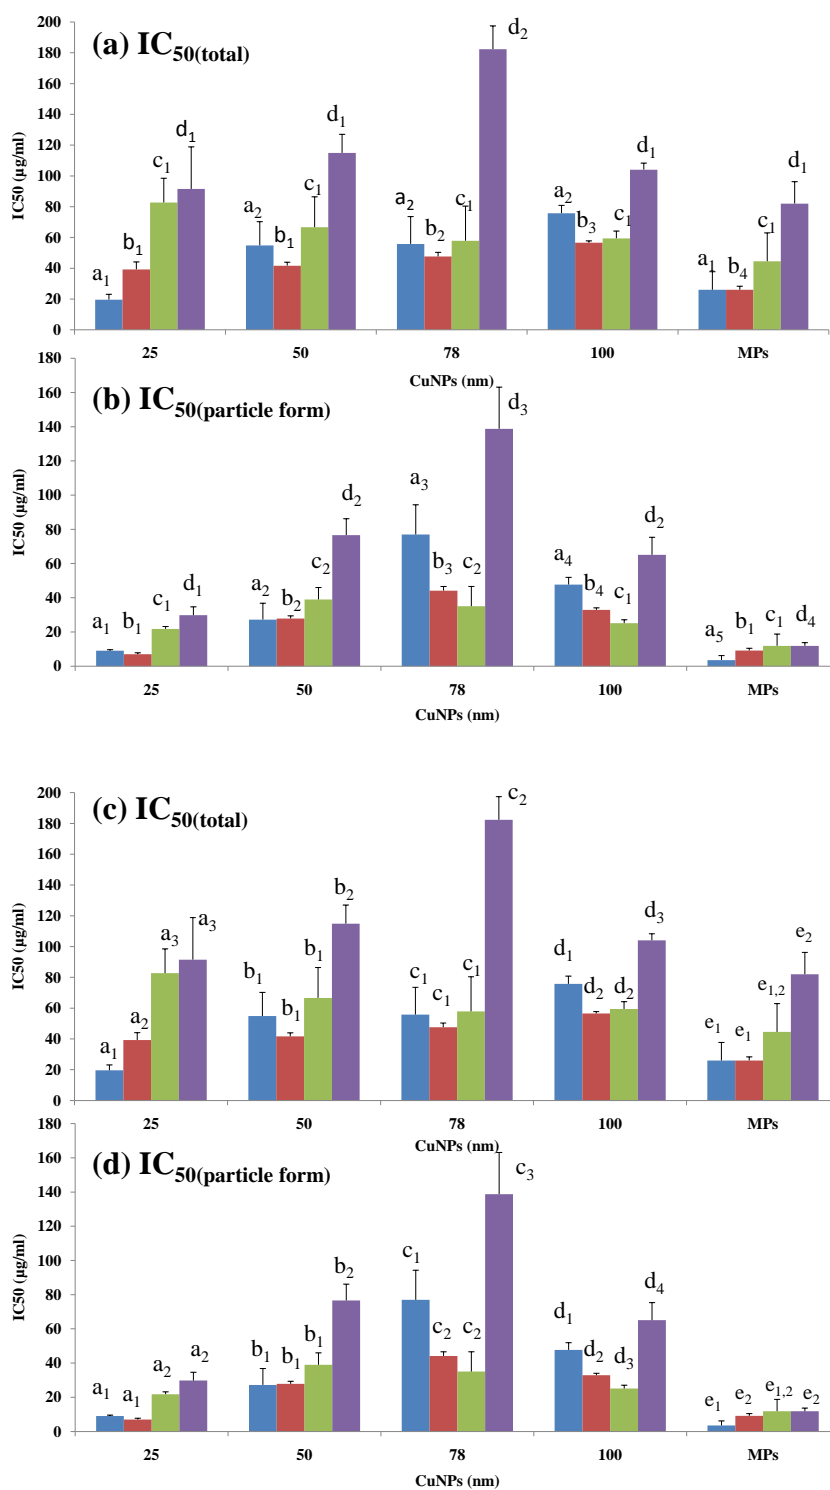 (a) IC50(total)
IC50 (µg/ml)
200
180
160
140
120
100
80
60
40
20
0
a1 b1 c1 d1 a2 b1 c1 d1 a2 b2 c1 d2 a2 b3 c1 d1 a1 b4 c1 d1
25 50 78 100 MPs
CuNPs (nm)
(b) IC50(particle form)
IC50 (µg/ml)
180
160
140
120
100
80
60
40
20
0
a1 b1 c1 d1 a2 b2 c2 d2 a3 b3 c2 d3 a4 b4 c1 d2 a5 b1 c1 d4
25 50 78 100 MPs
CuNPs (nm)
(c) IC50(total)
IC50 (µg/ml)
200
180
160
140
120
100
80
60
40
20
0
a1 a2 a3 a3 b1 b1 b1 b2 c1 c1 c1 c2 d1 d2 d2 d3 e1 e1 e1,2 e2
25 50 78 100 MPs
CuNPs (nm)
(d) IC50(particle form)
IC50 (µg/ml)
180
160
140
120
100
80
60
40
20
0
a1 a1 a2 a2 b1 b1 b1 b2 c1 c2 c2 c3 d1 d2 d3 d4 e1 e2 e1,2 e2
25 50 78 100 MPs
CuNPs (nm)